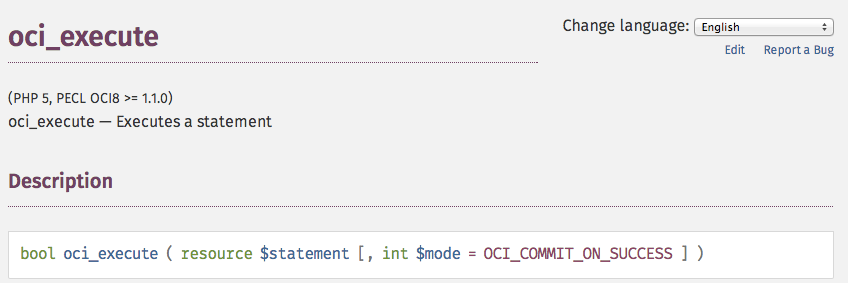 oci_execute
Change language: English
Edit Report a Bug
(PHP 5, PECL OCI8 >= 1.1.0)
oci_execute — Executes a statement
Description
bool oci_execute ( resource $statement [, int $mode = OCI_COMMIT_ON_SUCCESS ] )